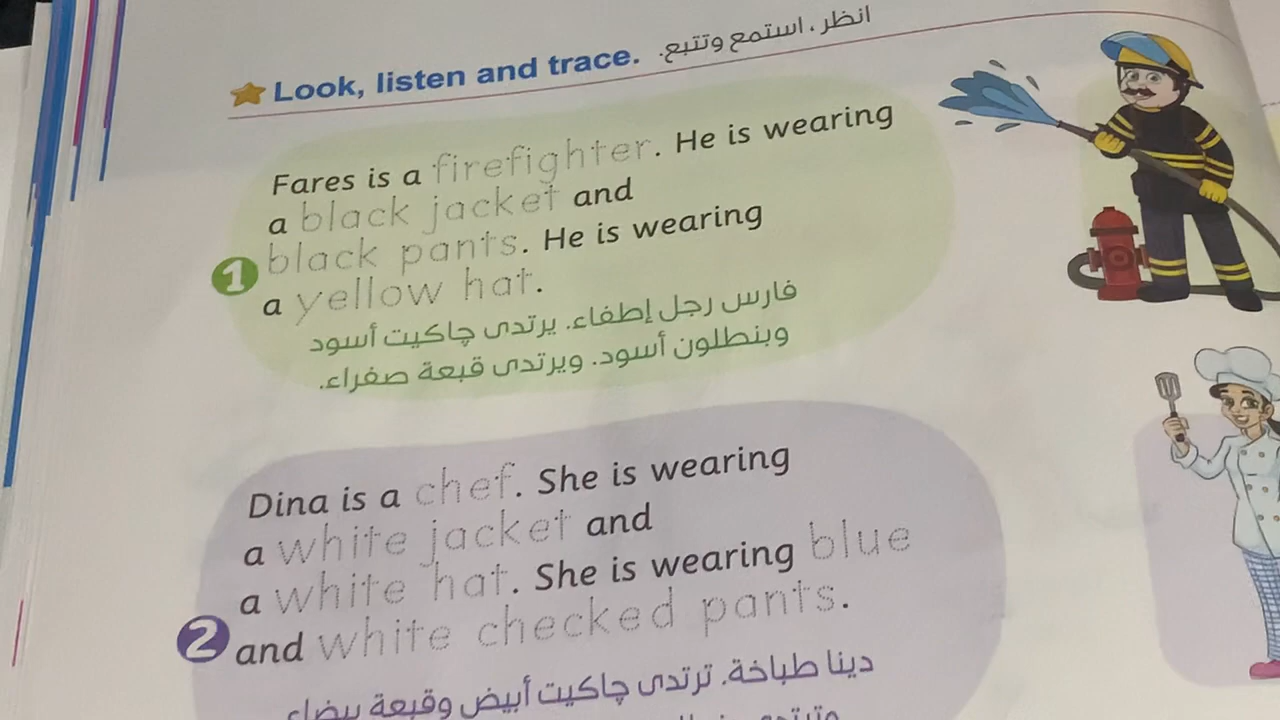 Look, listen and trace. انظر، استمع وتتبع.
Fares is a firefighter. He is wearing
a black jacket and
black pants. He is wearing
1
a yellow hat.
فارس رجل إطفاء. يرتدى چاكيت أسود
وبنطلون أسود. ويرتدى قبعة صفراء.
Dina is a chef. She is wearing
a white jacket and
a white hat. She is wearing blue
2
and white checked pants.
دينا طباخة. ترتدى چاكيت أبيض وقبعة بيضاء